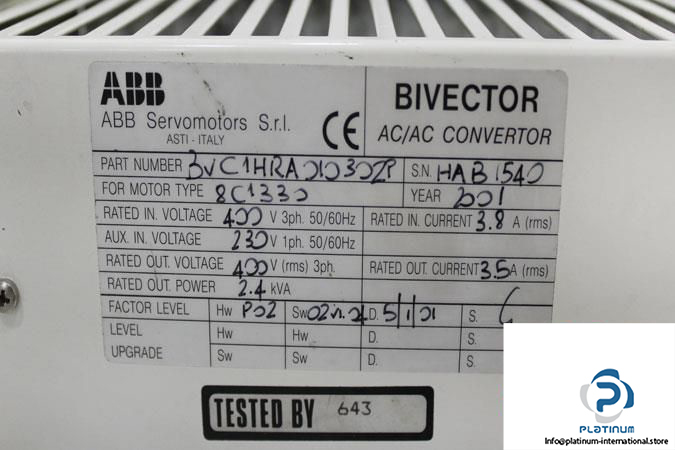 ABB
ABB Servomotors S.r.l.
ASTI - ITALY
CE
BIVECTOR
AC/AC CONVERTOR
PART NUMBER BVC1HRA01030ZP S.N. HAB1540
FOR MOTOR TYPE 8C1330 YEAR 2001
RATED IN. VOLTAGE 400 V 3ph. 50/60Hz RATED IN. CURRENT 3.8 A (rms)
AUX. IN. VOLTAGE 230 V 1ph. 50/60Hz
RATED OUT. VOLTAGE 400 V (rms) 3ph. RATED OUT. CURRENT 3.5 A (rms)
RATED OUT. POWER 2.4 kVA
FACTOR LEVEL Hw P02 Sw D. 5/1/01 S.
LEVEL Hw Hw D. S.
UPGRADE Sw Sw D. S.
TESTED BY 643
PLATINUM
Info@platinum-international.store